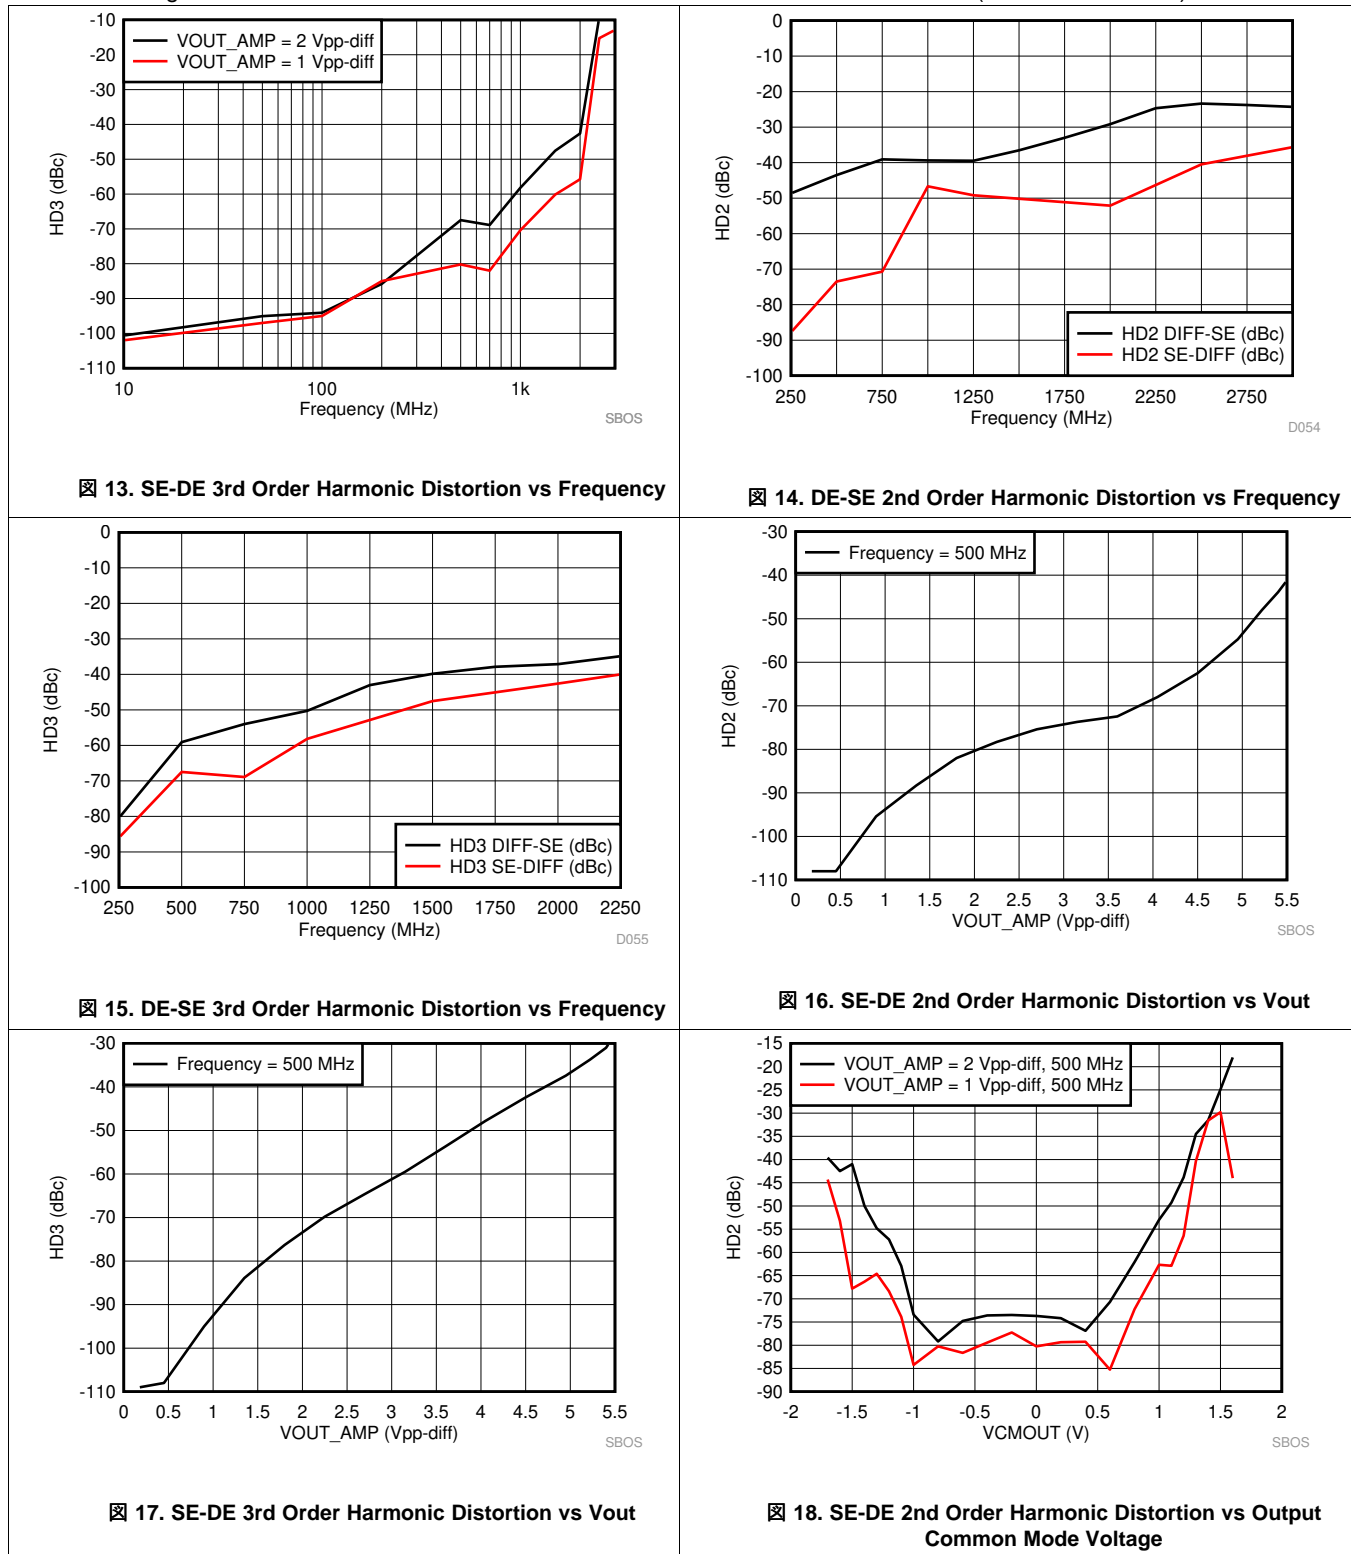 -10
-20
-30
-40
-50
-60
-70
-80
-90
-100
-110
HD3 (dBc)
VOUT_AMP = 2 Vpp-diff
VOUT_AMP = 1 Vpp-diff
10 100 1k
Frequency (MHz)
SBOS
図 13. SE-DE 3rd Order Harmonic Distortion vs Frequency
0
-10
-20
-30
-40
-50
-60
-70
-80
-90
-100
HD2 (dBc)
HD2 DIFF-SE (dBc)
HD2 SE-DIFF (dBc)
250 750 1250 1750 2250 2750
Frequency (MHz)
D054
図 14. DE-SE 2nd Order Harmonic Distortion vs Frequency
0
-10
-20
-30
-40
-50
-60
-70
-80
-90
-100
HD3 (dBc)
HD3 DIFF-SE (dBc)
HD3 SE-DIFF (dBc)
250 500 750 1000 1250 1500 1750 2000 2250
Frequency (MHz)
D055
図 15. DE-SE 3rd Order Harmonic Distortion vs Frequency
-30
-40
-50
-60
-70
-80
-90
-100
-110
HD2 (dBc)
Frequency = 500 MHz
0 0.5 1 1.5 2 2.5 3 3.5 4 4.5 5 5.5
VOUT_AMP (Vpp-diff)
SBOS
図 16. SE-DE 2nd Order Harmonic Distortion vs Vout
-30
-40
-50
-60
-70
-80
-90
-100
-110
HD3 (dBc)
Frequency = 500 MHz
0 0.5 1 1.5 2 2.5 3 3.5 4 4.5 5 5.5
VOUT_AMP (Vpp-diff)
SBOS
図 17. SE-DE 3rd Order Harmonic Distortion vs Vout
-15
-20
-25
-30
-35
-40
-45
-50
-55
-60
-65
-70
-75
-80
-85
-90
HD2 (dBc)
VOUT_AMP = 2 Vpp-diff, 500 MHz
VOUT_AMP = 1 Vpp-diff, 500 MHz
-2 -1.5 -1 -0.5 0 0.5 1 1.5 2
VCMOUT (V)
SBOS
図 18. SE-DE 2nd Order Harmonic Distortion vs Output
Common Mode Voltage